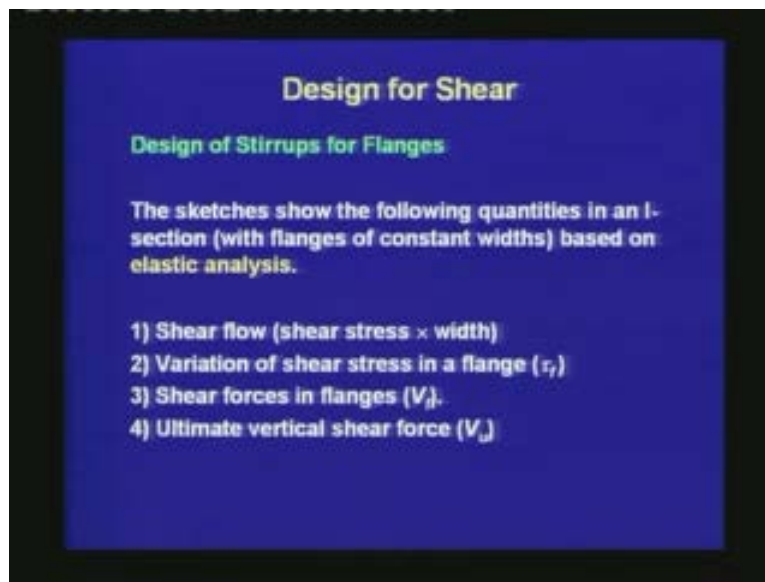 Design for Shear
Design of Stirrups for Flanges
The sketches show the following quantities in an I-
section (with flanges of constant widths) based on
elastic analysis.
1) Shear flow (shear stress × width)
2) Variation of shear stress in a flange (τf)
3) Shear forces in flanges (Vf).
4) Ultimate vertical shear force (Vu)